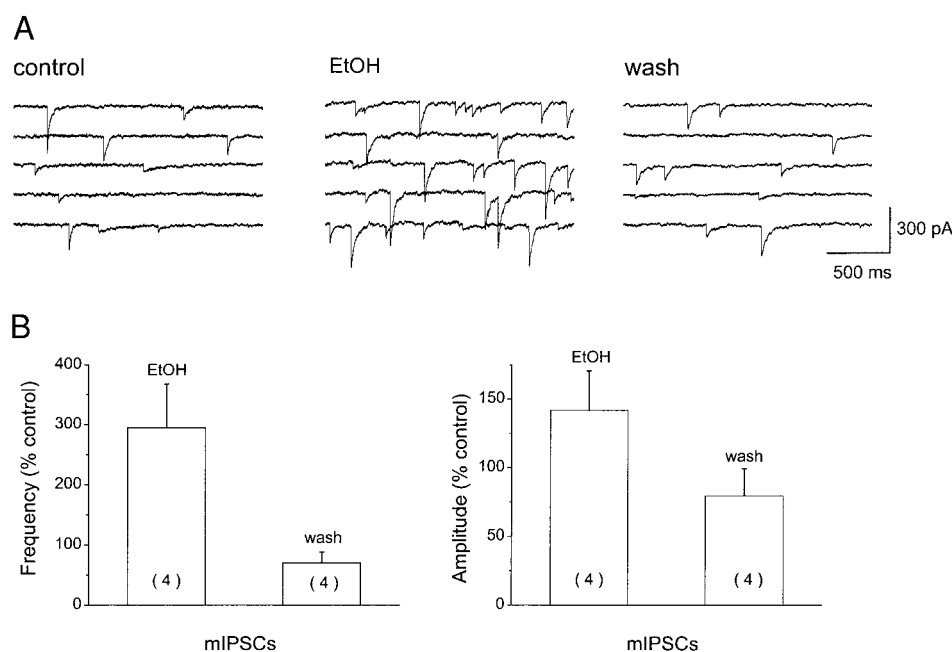 A
control
EtOH
wash
300 pA
500 ms
B
400
300
200
100
0
Frequency (% control)
EtOH
(4)
wash
(4)
mIPSCs
150
100
50
0
Amplitude (% control)
EtOH
(4)
wash
(4)
mIPSCs